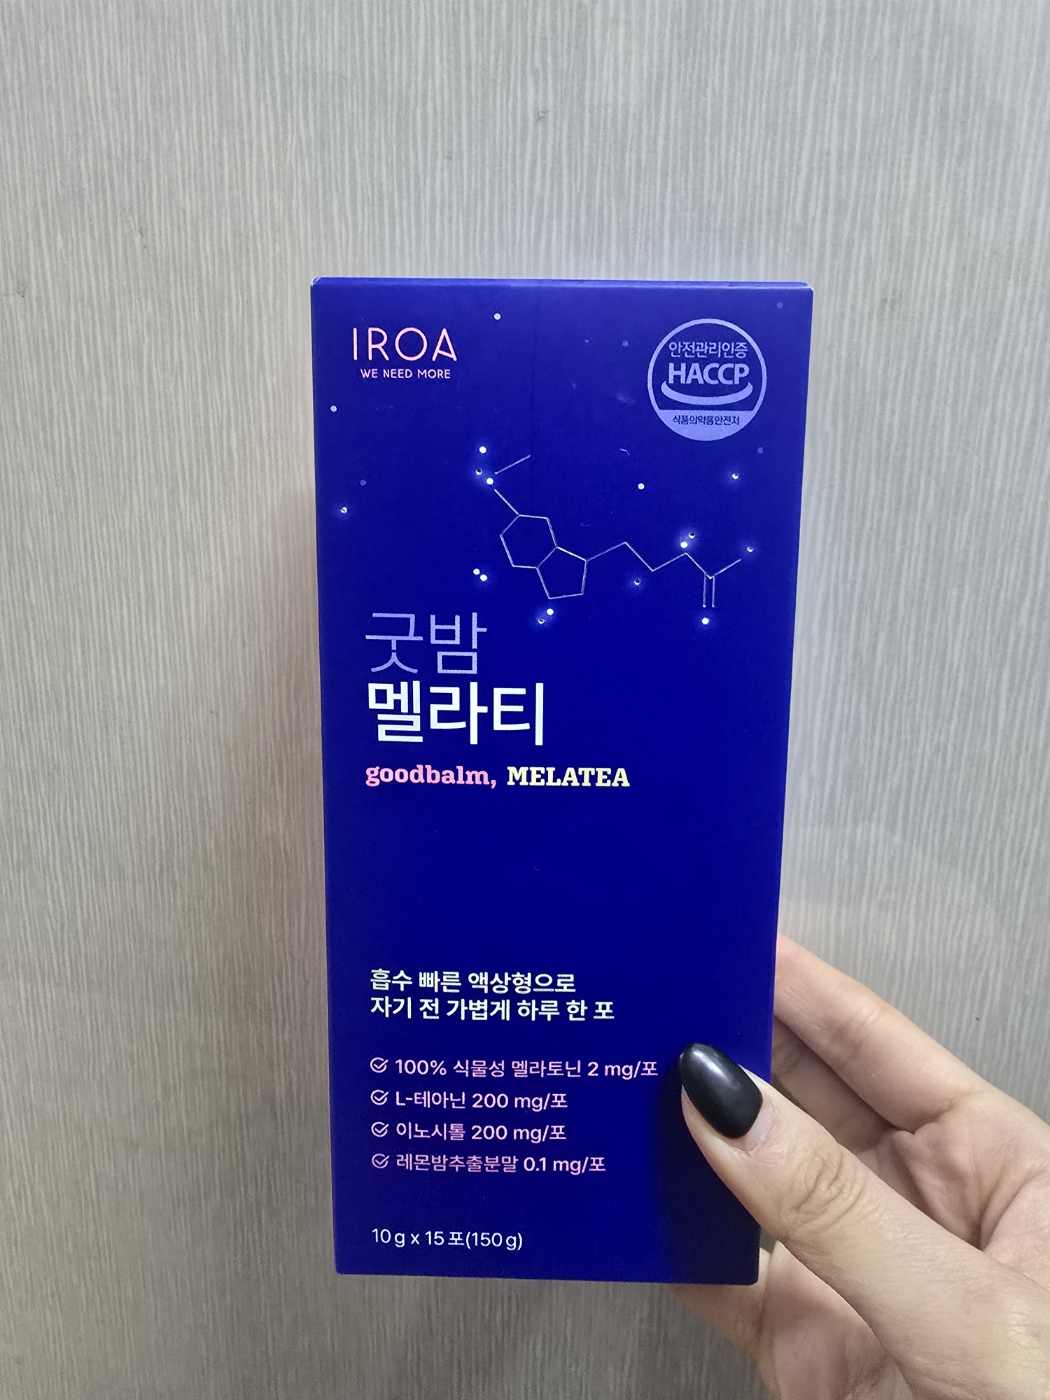 IROA
WE NEED MORE
안전관리인증
HACCP
식품의약품안전처
굿밤
멜라티
goodbalm, MELATEA
흡수 빠른 액상형으로
자기 전 가볍게 하루 한 포
100% 식물성 멜라토닌 2 mg/포
L-테아닌 200 mg/포
이노시톨 200 mg/포
레몬밤추출분말 0.1 mg/포
10g x 15포(150g)